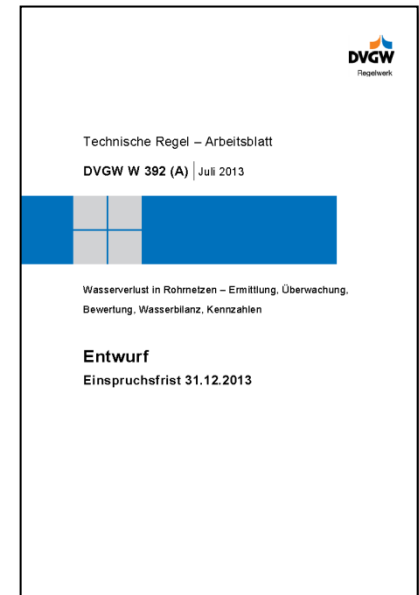 DVGW
Regelwerk
Technische Regel – Arbeitsblatt
DVGW W 392 (A) | Juli 2013
Wasserverlust in Rohrnetzen – Ermittlung, Überwachung,
Bewertung, Wasserbilanz, Kennzahlen
Entwurf
Einspruchsfrist 31.12.2013